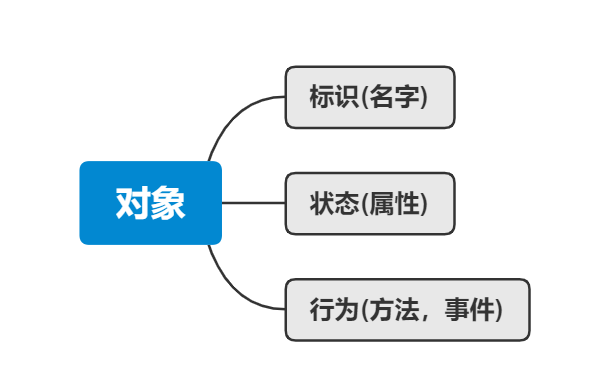 对象
标识(名字)
状态(属性)
行为(方法，事件)